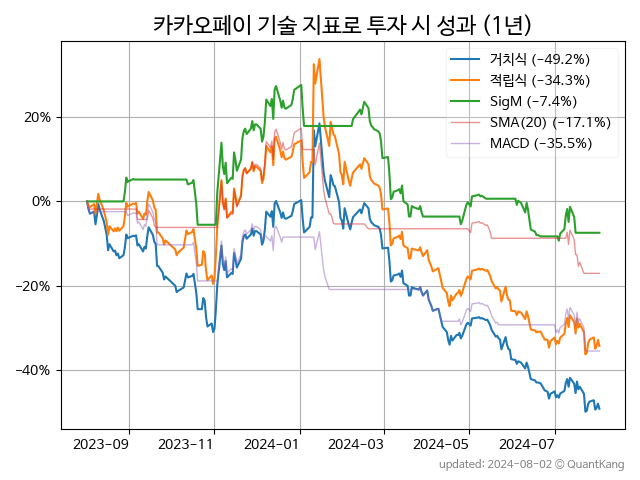 카카오페이 기술 지표로 투자 시 성과 (1년)
거치식 (−49.2%)
적립식 (−34.3%)
SigM (−7.4%)
SMA(20) (−17.1%)
MACD (−35.5%)
20%
0%
−20%
−40%
2023-09 2023-11 2024-01 2024-03 2024-05 2024-07
updated: 2024-08-02 © QuantKang